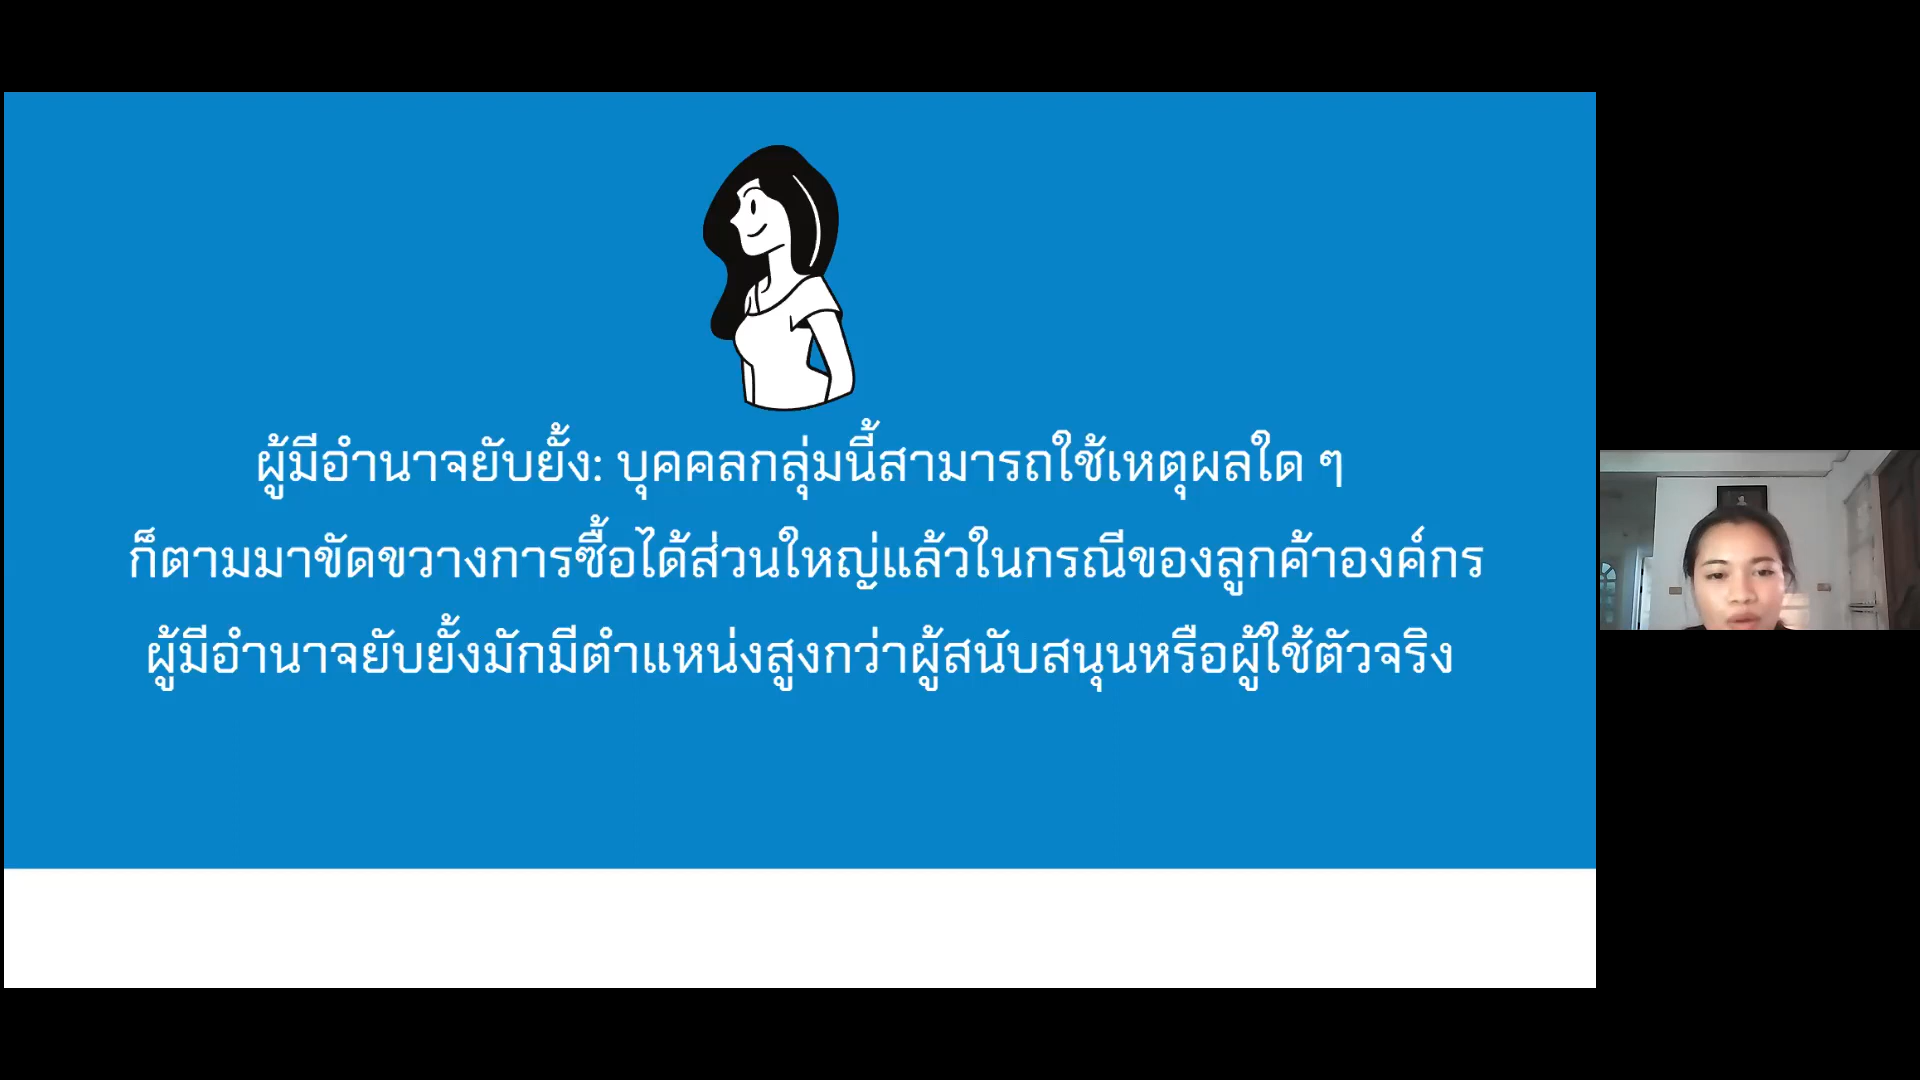 ผู้มีอำนาจยับยั้ง: บุคคลกลุ่มนี้สามารถใช้เหตุผลใด ๆ
ก็ตามมาขัดขวางการซื้อได้ส่วนใหญ่แล้วในกรณีของลูกค้าองค์กร
ผู้มีอำนาจยับยั้งมักมีตำแหน่งสูงกว่าผู้สนับสนุนหรือผู้ใช้ตัวจริง